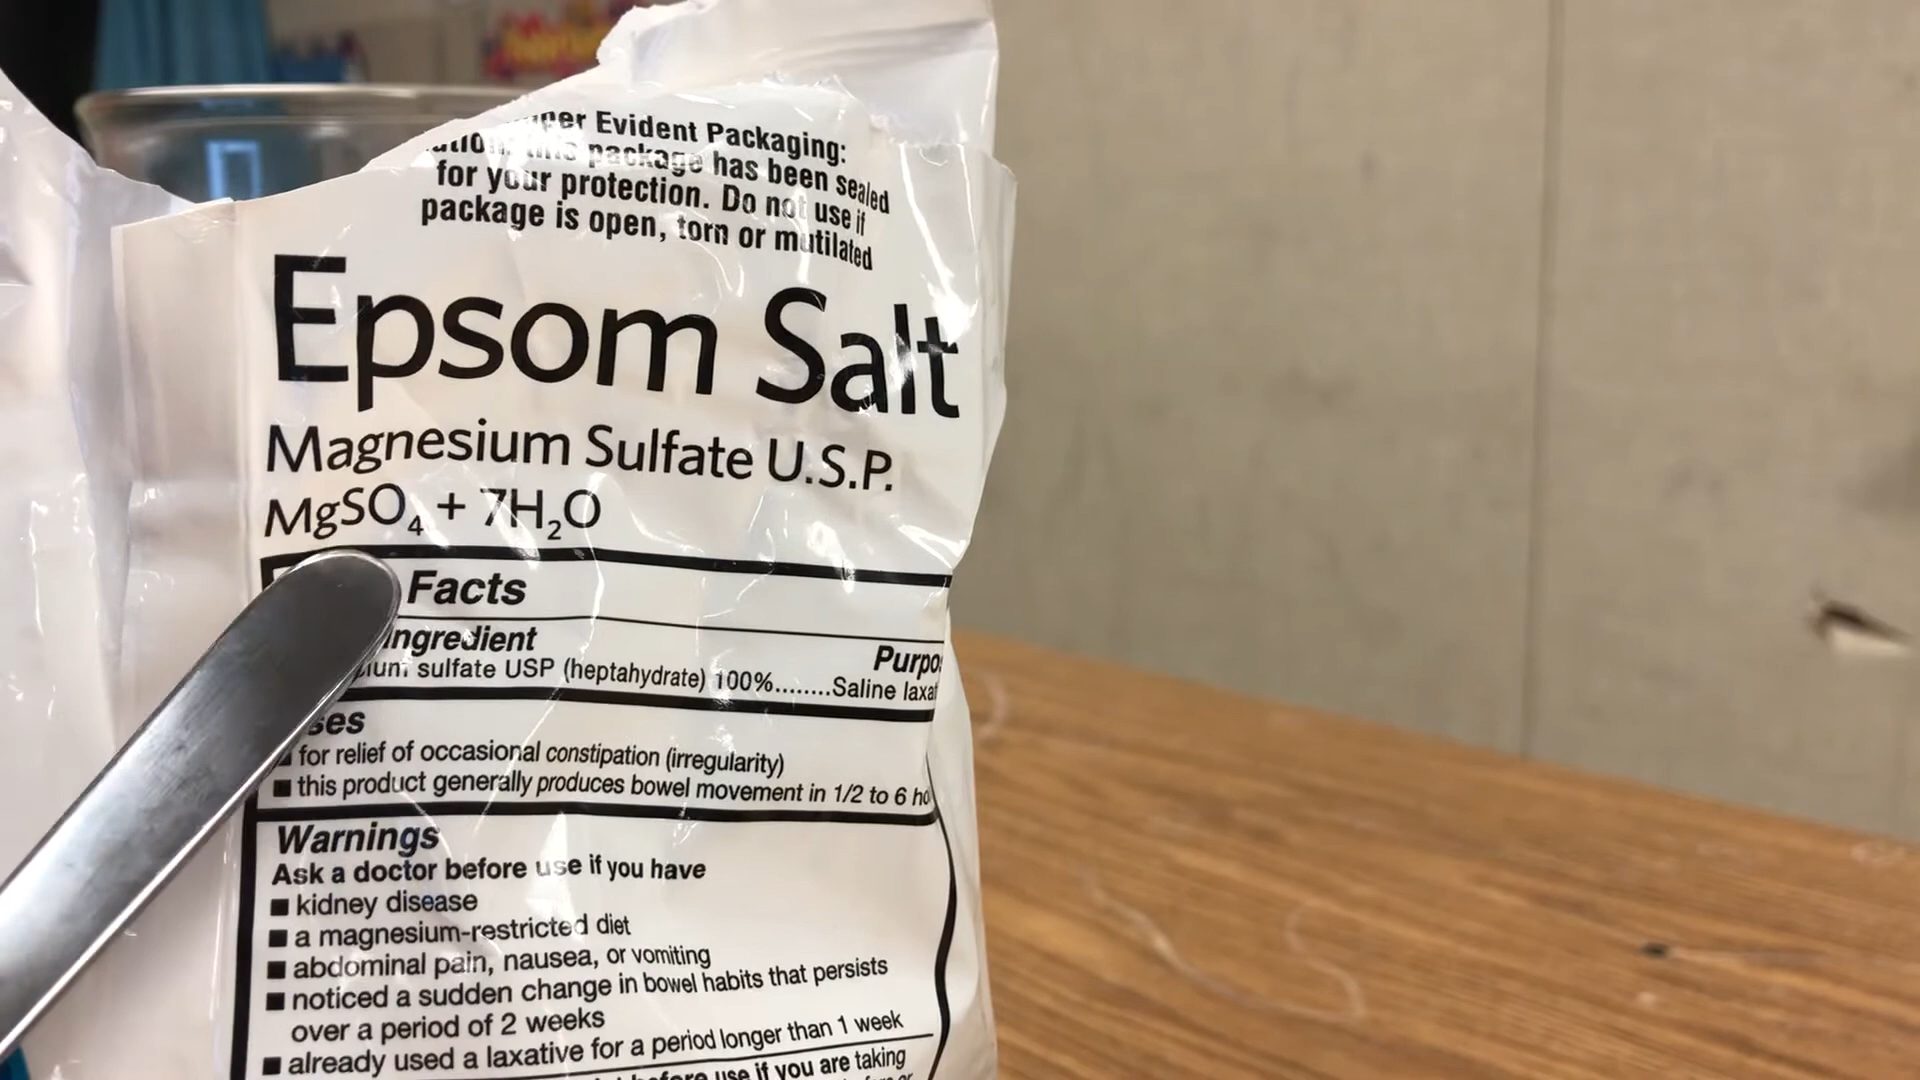 Evident Packaging:
this package has been sealed
for your protection. Do not use if
package is open, torn or mutilated
Epsom Salt
Magnesium Sulfate U.S.P.
MgSO₄ + 7H₂O
Facts
Ingredient
sulfate USP (heptahydrate) 100%........Saline
for relief of occasional constipation (irregularity)
■ this product generally produces bowel movement in 1/2 to 6
Warnings
Ask a doctor before use if you have
■ kidney disease
■ a magnesium-restricted diet
■ abdominal pain, nausea, or vomiting
■ noticed a sudden change in bowel habits that persists
over a period of 2 weeks
■ already used a laxative for a period longer than 1 week
before use if you are taking